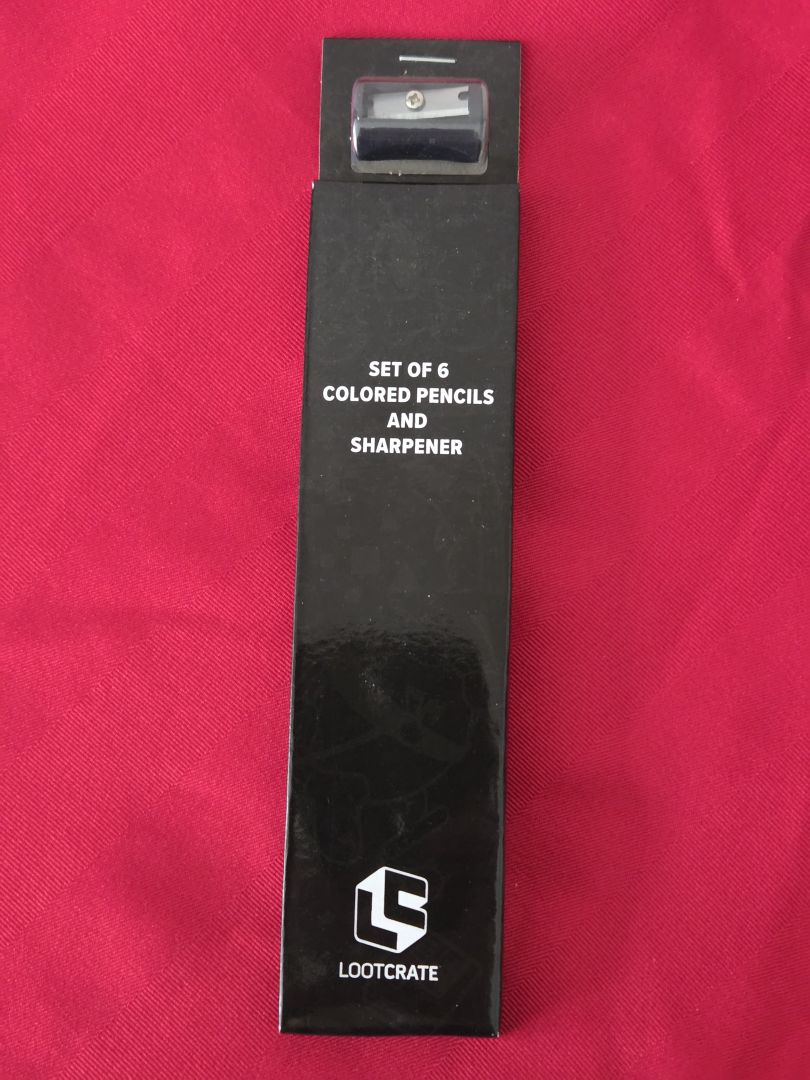 SET OF 6
COLORED PENCILS
AND
SHARPENER
LOOTCRATE